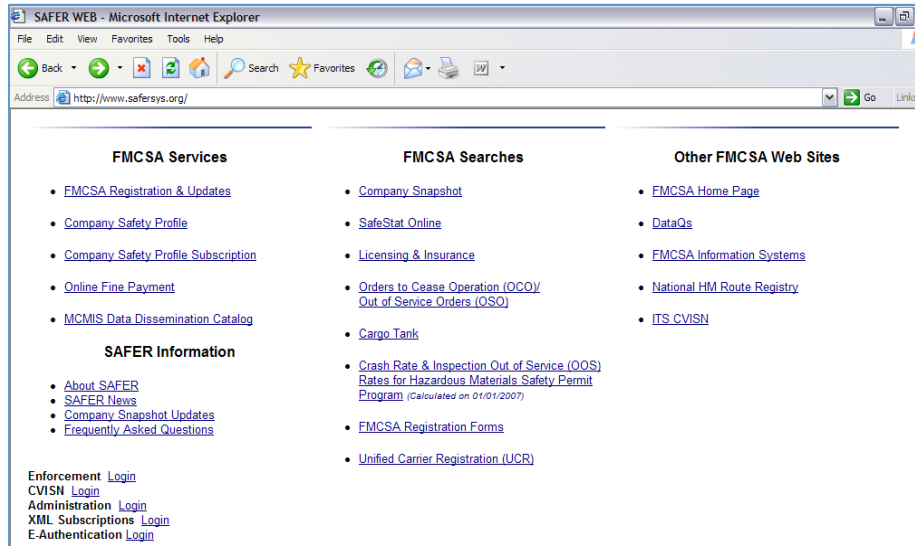 SAFER WEB - Microsoft Internet Explorer
File Edit View Favorites Tools Help
Back Search Favorites
Address http://www.safersys.org/ Go Links
FMCSA Services
FMCSA Registration & Updates
Company Safety Profile
Company Safety Profile Subscription
Online Fine Payment
MCMIS Data Dissemination Catalog
SAFER Information
About SAFER
SAFER News
Company Snapshot Updates
Frequently Asked Questions
Enforcement Login
CVISN Login
Administration Login
XML Subscriptions Login
E-Authentication Login
FMCSA Searches
Company Snapshot
SafeStat Online
Licensing & Insurance
Orders to Cease Operation (OCO)/
Out of Service Orders (OSO)
Cargo Tank
Crash Rate & Inspection Out of Service (OOS)
Rates for Hazardous Materials Safety Permit
Program (Calculated on 01/01/2007)
FMCSA Registration Forms
Unified Carrier Registration (UCR)
Other FMCSA Web Sites
FMCSA Home Page
DataQs
FMCSA Information Systems
National HM Route Registry
ITS CVISN